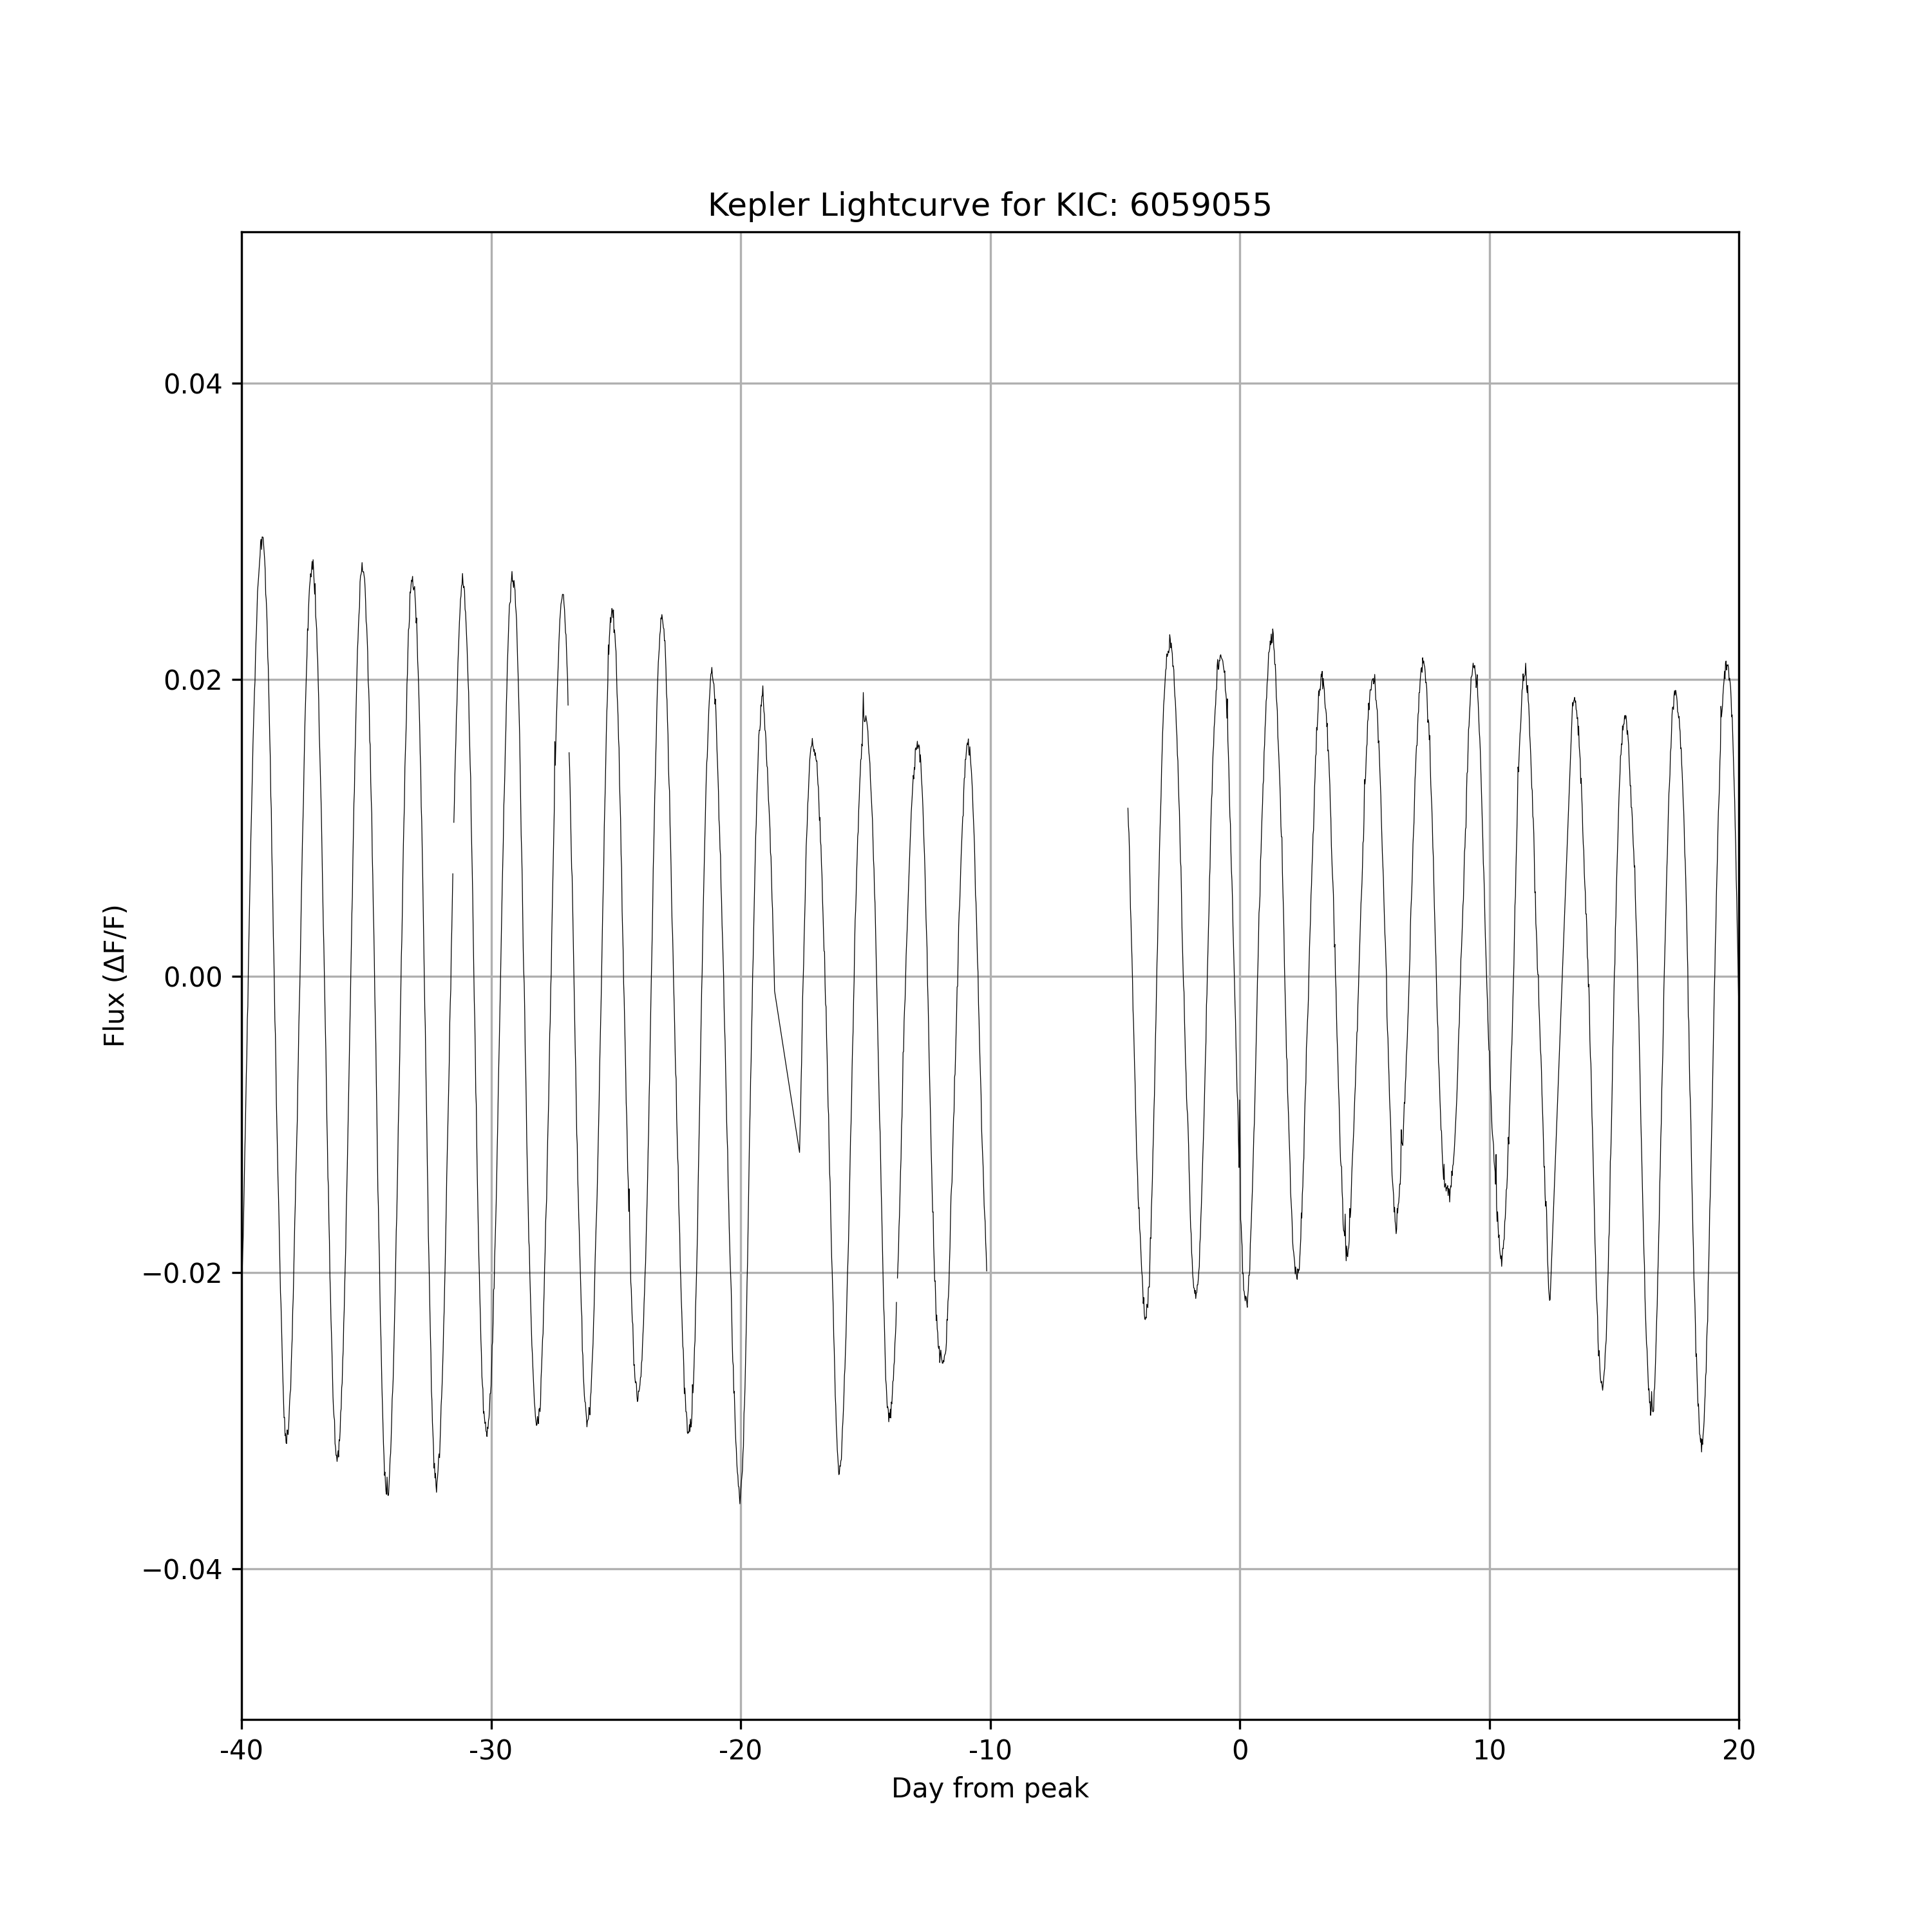 Kepler Lightcurve for KIC: 6059055
0.04
0.02
0.00
−0.02
−0.04
Flux (ΔF/F)
-40 -30 -20 -10 0 10 20
Day from peak